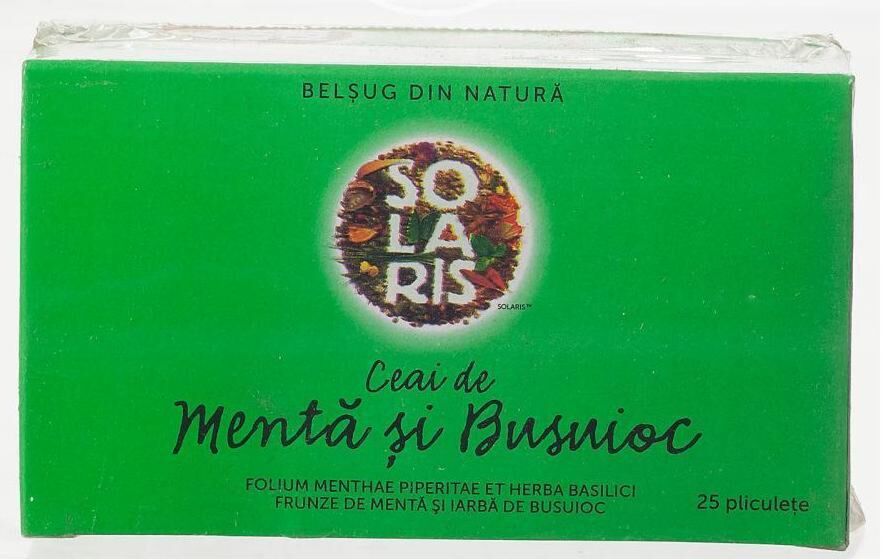 BELȘUG DIN NATURĂ
SO
LA
RIS
SOLARIS™
Ceai de
Mentă și Busuioc
FOLIUM MENTHAE PIPERITAE ET HERBA BASILICI
FRUNZE DE MENTĂ ȘI IARBĂ DE BUSUIOC
25 pliculețe